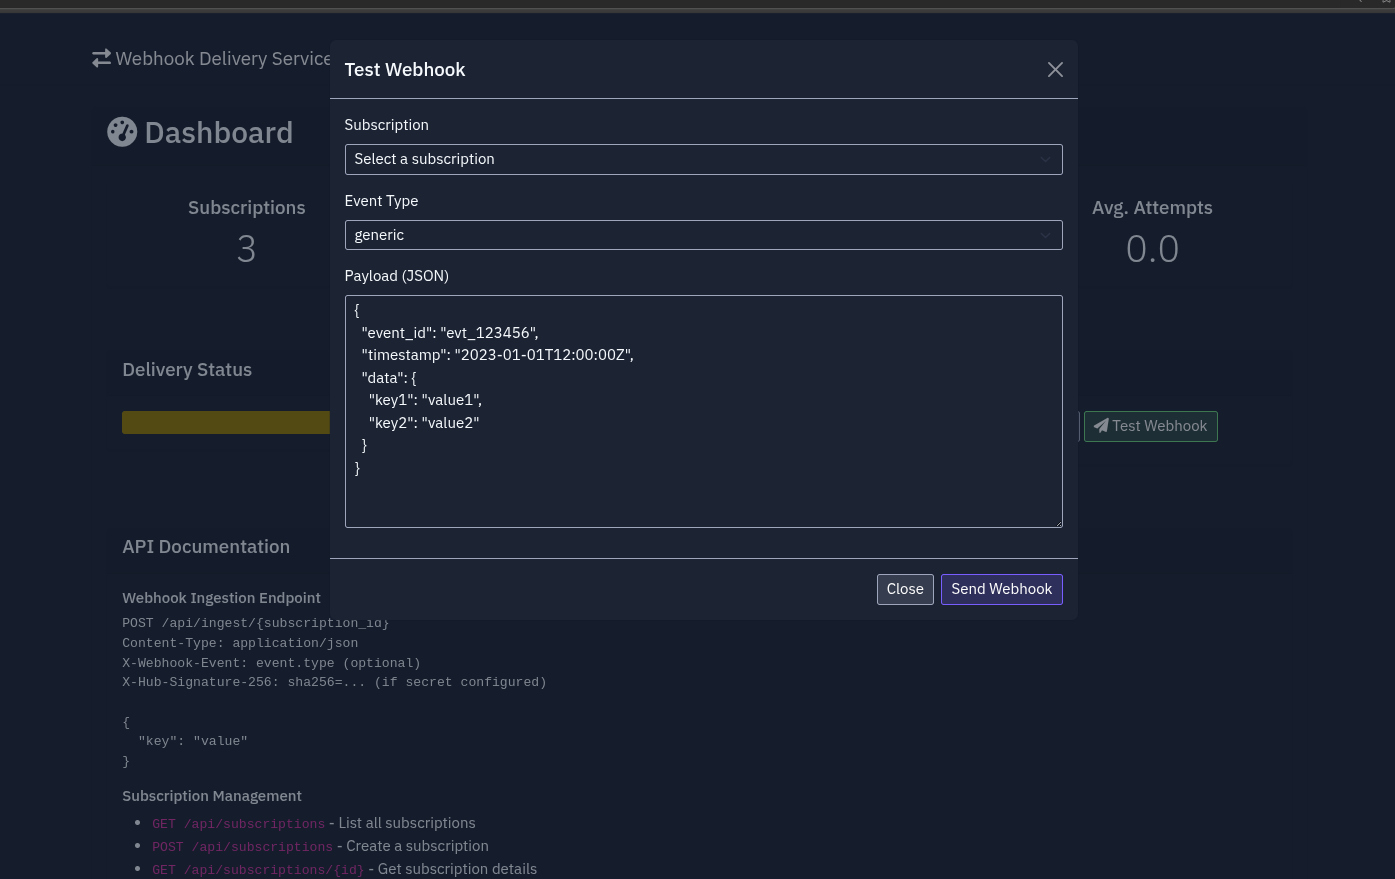 Webhook Delivery Service
Test Webhook
Dashboard
Subscription
Select a subscription
Subscriptions
3
Event Type
generic
Avg. Attempts
0.0
Payload (JSON)
{
  "event_id": "evt_123456",
  "timestamp": "2023-01-01T12:00:00Z",
  "data": {
    "key1": "value1",
    "key2": "value2"
  }
}
Delivery Status
Test Webhook
Close
Send Webhook
API Documentation
Webhook Ingestion Endpoint
POST /api/ingest/{subscription_id}
Content-Type: application/json
X-Webhook-Event: event.type (optional)
X-Hub-Signature-256: sha256=... (if secret configured)
{
  "key": "value"
}
Subscription Management
• GET /api/subscriptions - List all subscriptions
• POST /api/subscriptions - Create a subscription
• GET /api/subscriptions/{id} - Get subscription details